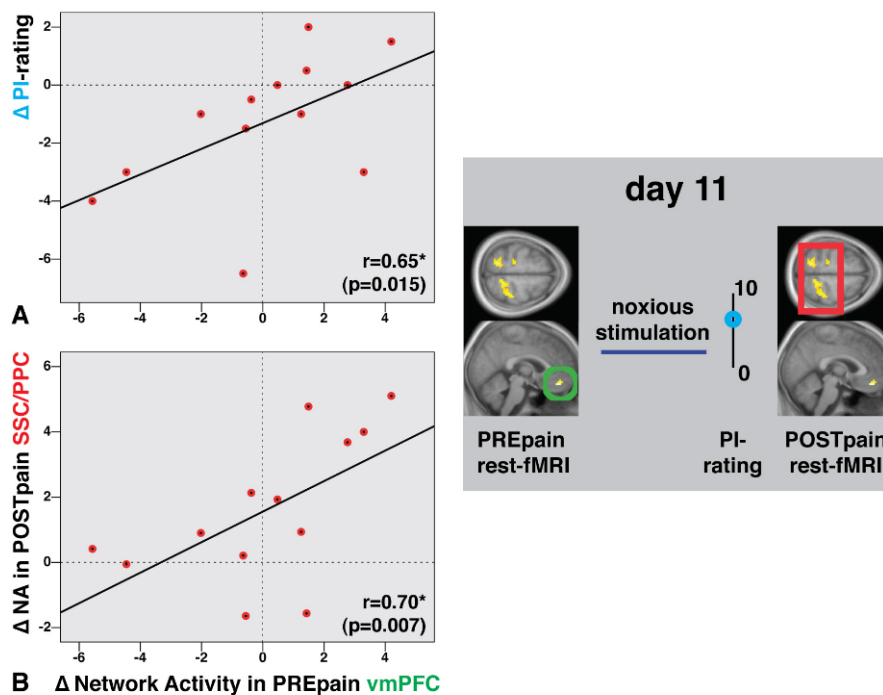 2
0
-2
-4
-6
Δ PI-rating
r=0.65*
(p=0.015)
-6 -4 -2 0 2 4
A
6
4
2
0
-2
Δ NA in POSTpain SSC/PPC
r=0.70*
(p=0.007)
-6 -4 -2 0 2 4
B Δ Network Activity in PREpain vmPFC
day 11
noxious
stimulation
10
0
PREpain
rest-fMRI
PI-
rating
POSTpain
rest-fMRI